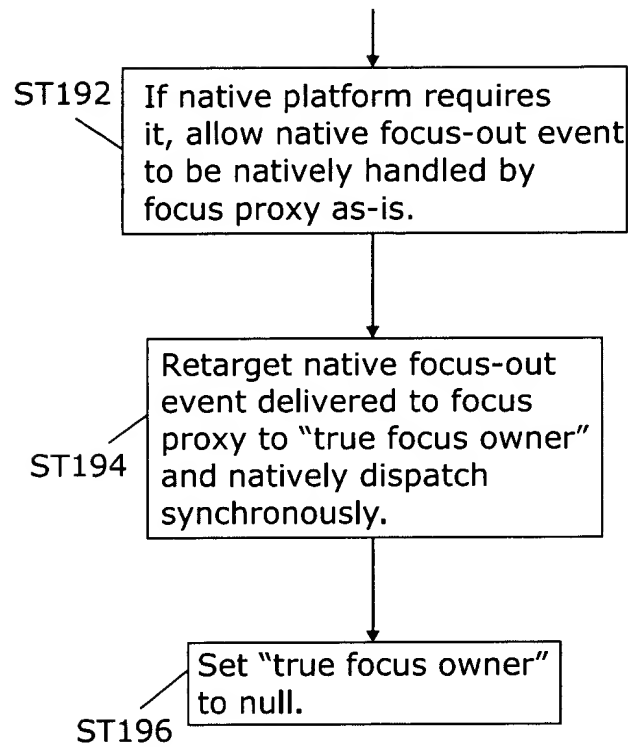 ST192
If native platform requires
it, allow native focus-out event
to be natively handled by
focus proxy as-is.
Retarget native focus-out
event delivered to focus
proxy to “true focus owner”
and natively dispatch
synchronously.
ST194
Set “true focus owner”
to null.
ST196